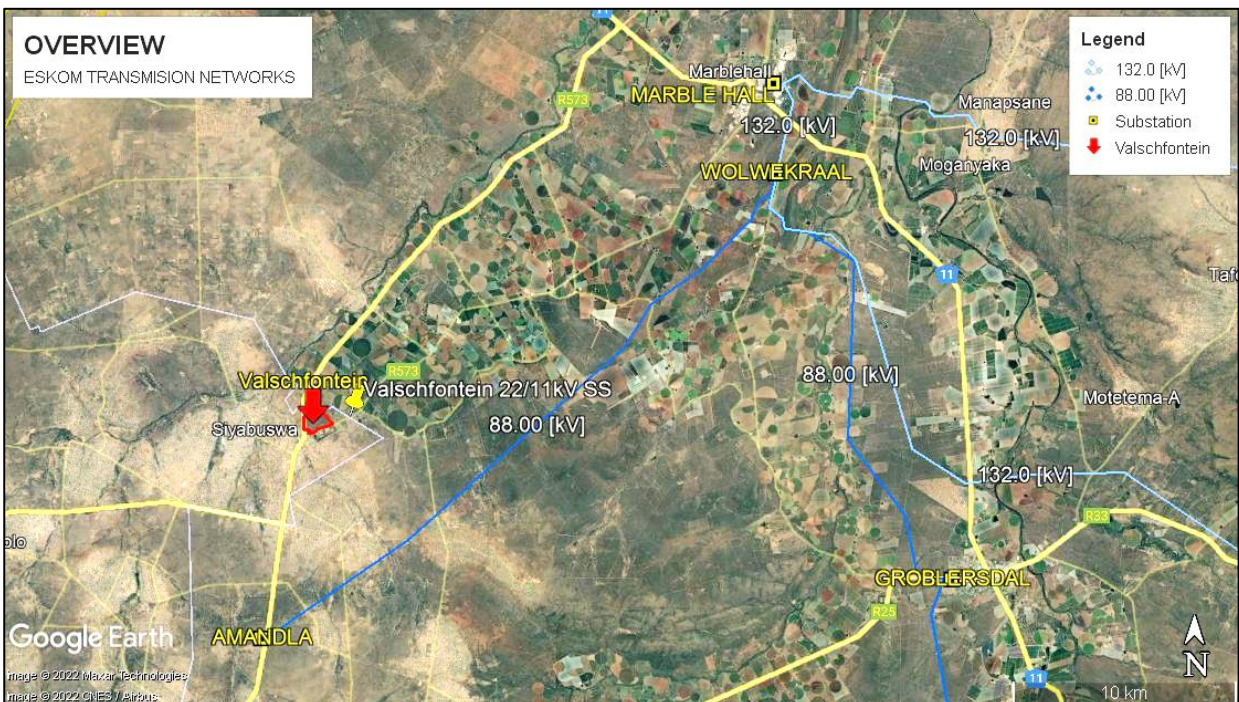 OVERVIEW
ESKOM TRANSMISION NETWORKS
Legend
132.0 [kV]
88.00 [kV]
Substation
Valschfontein
11
Marblehall
MARBLE HALL
R573
132.0 [kV]
Manapsane
132.0 [kV]
Moganyaka
WOLWEKRAAL
11
R573
Valschfontein
Valschfontein 22/11kV SS
88.00 [kV]
Motetema-A
Siyabuswa
88.00 [kV]
132.0 [kV]
R33
GROBLERSDAL
R25
AMANDLA
Google Earth
Image © 2022 Maxar Technologies
Image © 2022 CNES / Airbus
11
N
10 km